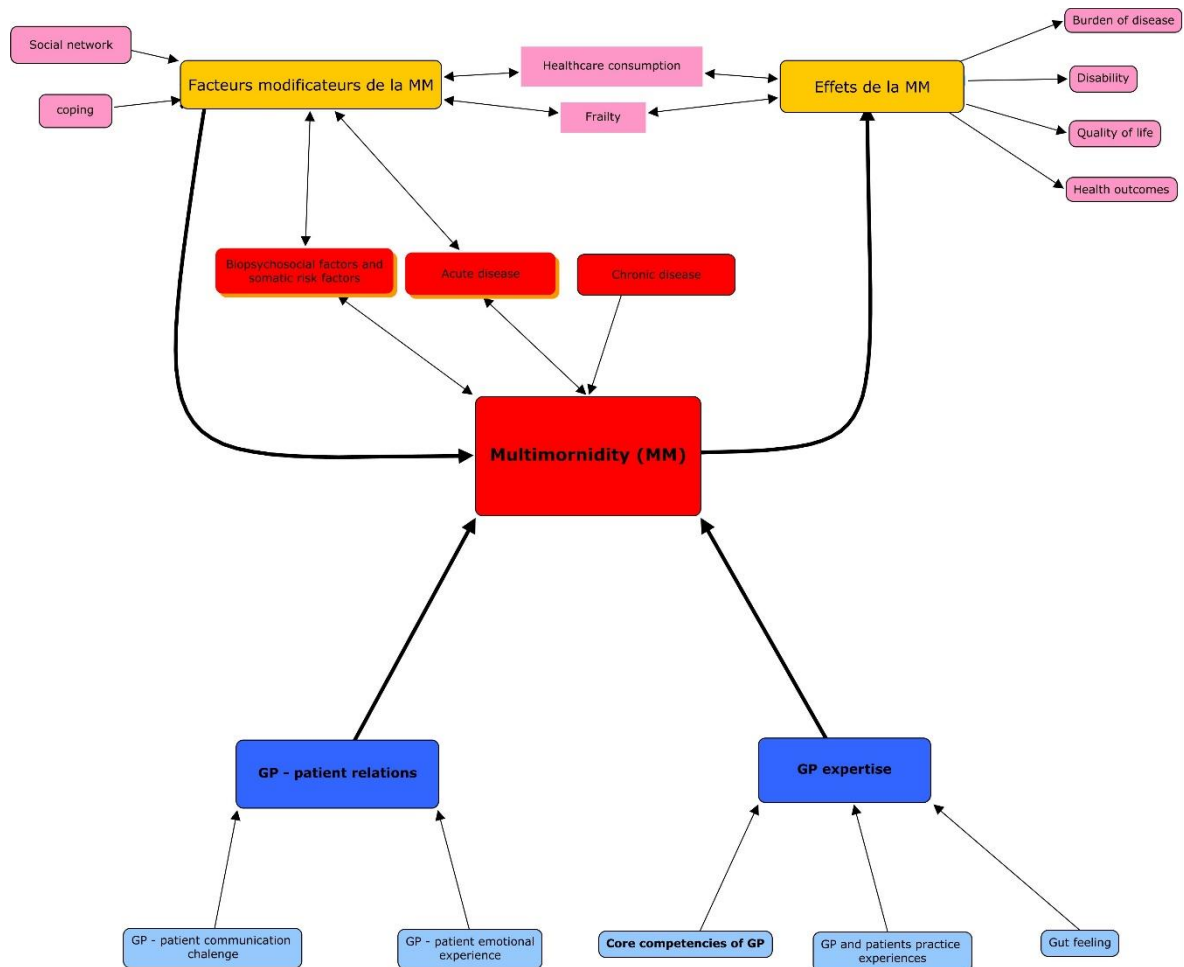 Burden of disease
Social network
Healthcare consumption
Facteurs modificateurs de la MM
Effets de la MM
Disability
coping
Frailty
Quality of life
Health outcomes
Biopsychosocial factors and
somatic risk factors
Acute disease
Chronic disease
Multimornidity (MM)
GP - patient relations
GP expertise
GP - patient communication
chalenge
GP - patient emotional
experience
Core competencies of GP
GP and patients practice
experiences
Gut feeling